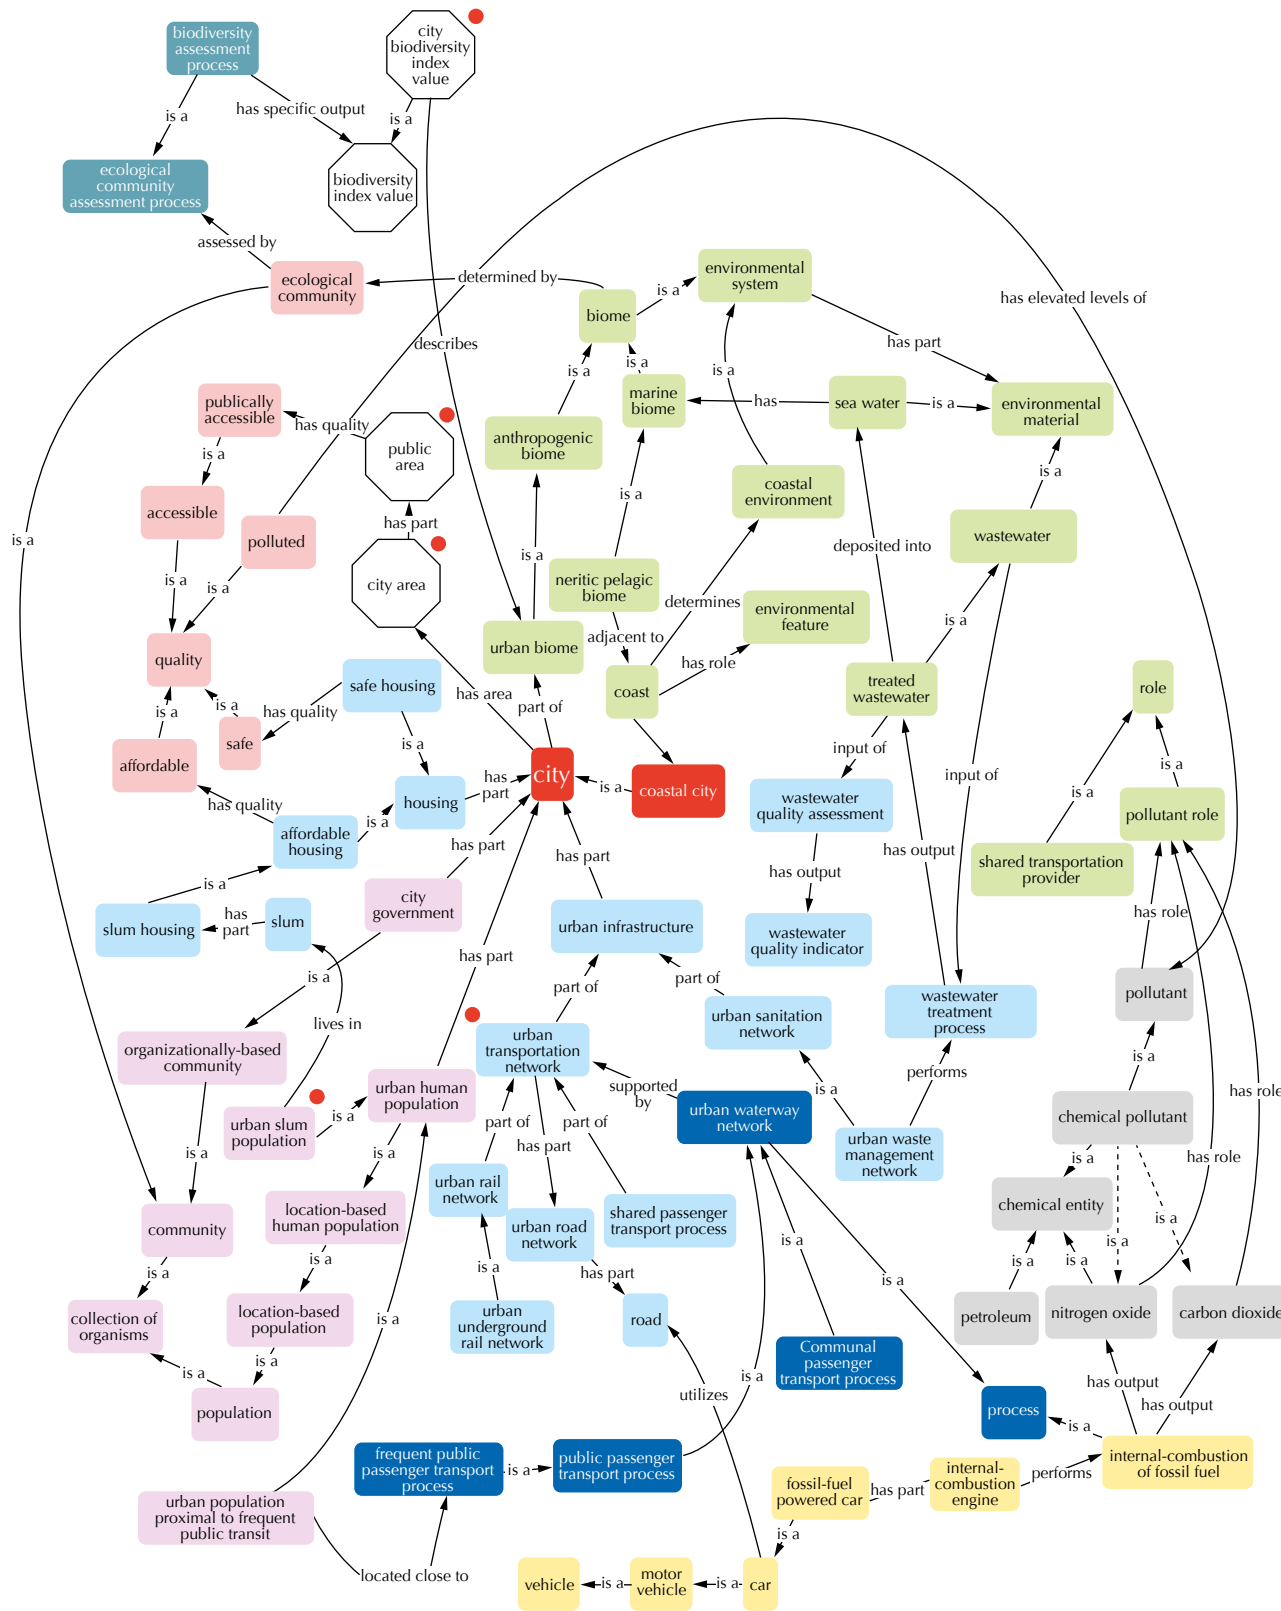 biodiversity
assessment
process
city
biodiversity
index
value
is a
has specific output
is a
biodiversity
index value
ecological
community
assessment process
assessed by
ecological
community
determined by
describes
biome
is a
environmental
system
has elevated levels of
has part
is a
is a
is a
marine
biome
has
sea water
is a
environmental
material
publically
accessible
has quality
public
area
anthropogenic
biome
is a
is a
coastal
environment
is a
accessible
has part
polluted
is a
wastewater
deposited into
is a
is a
is a
city area
is a
neritic pelagic
biome
determines
environmental
feature
adjacent to
has role
is a
urban biome
quality
safe housing
has area
part of
coast
treated
wastewater
role
is a
is a
has quality
safe
is a
input of
input of
affordable
city
is a
coastal city
has
part
housing
has quality
affordable
housing
is a
wastewater
quality assessment
is a
is a
pollutant role
has part
has part
has output
has output
shared transportation
provider
is a
city
government
slum housing
has
part
slum
urban infrastructure
wastewater
quality indicator
has role
has part
is a
part of
part of
pollutant
wastewater
treatment
process
lives in
organizationally-based
community
urban
transportation
network
urban sanitation
network
is a
performs
urban human
population
supported
by
is a
has role
urban slum
population
is a
urban waterway
network
chemical pollutant
part of
part of
has part
urban waste
management
network
is a
is a
is a
has role
urban rail
network
chemical entity
location-based
human population
shared passenger
transport process
community
urban road
network
is a
is a
is a
is a
is a
is a
is a
has part
is a
is a
location-based
population
collection of
organisms
urban
underground
rail network
road
petroleum
nitrogen oxide
carbon dioxide
is a
Communal
passenger
transport process
is a
is a
is a
utilizes
has output
has output
population
process
is a
frequent public
passenger transport
process
is a
public passenger
transport process
fossil-fuel
powered car
has part
internal-
combustion
engine
performs
internal-combustion
of fossil fuel
urban population
proximal to frequent
public transit
is a
located close to
vehicle
is a
motor
vehicle
is a
car